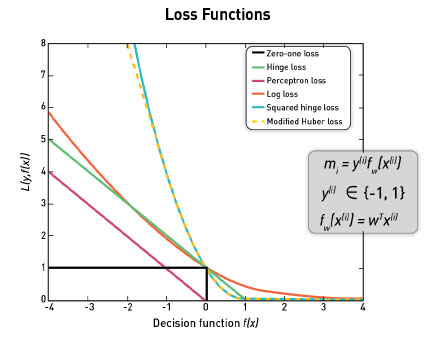 Loss Functions
8
7
6
5
4
3
2
1
0
L(y,f(x))
Zero-one loss
Hinge loss
Perceptron loss
Log loss
Squared hinge loss
Modified Huber loss
mᵢ = y⁽ⁱ⁾f_w(x⁽ⁱ⁾)
y⁽ⁱ⁾ ∈ {-1, 1}
f_w(x⁽ⁱ⁾) = wᵀx⁽ⁱ⁾
-4 -3 -2 -1 0 1 2 3 4
Decision function f(x)